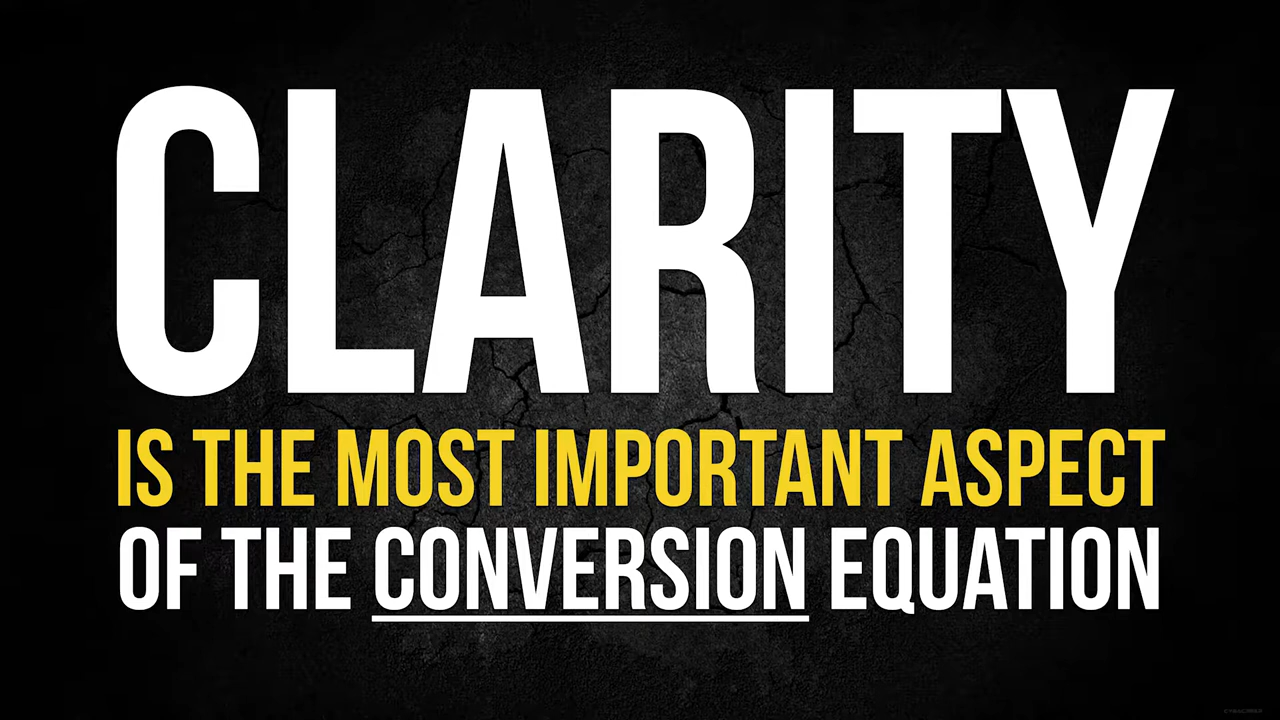 CLARITY
IS THE MOST IMPORTANT ASPECT
OF THE CONVERSION EQUATION